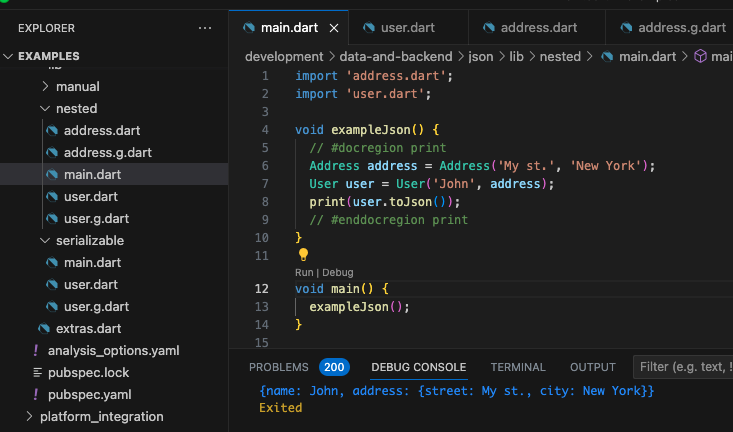 EXPLORER
EXAMPLES
manual
nested
address.dart
address.g.dart
main.dart
user.dart
user.g.dart
serializable
main.dart
user.dart
user.g.dart
extras.dart
! analysis_options.yaml
pubspec.lock
! pubspec.yaml
platform_integration
main.dart
user.dart
address.dart
address.g.dart
development > data-and-backend > json > lib > nested > main.dart > mai
1 import 'address.dart';
2 import 'user.dart';
3
4 void exampleJson() {
5 // #docregion print
6 Address address = Address('My st.', 'New York');
7 User user = User('John', address);
8 print(user.toJson());
9 // #enddocregion print
10 }
11
Run | Debug
12 void main() {
13 exampleJson();
14 }
15
PROBLEMS 200 DEBUG CONSOLE TERMINAL OUTPUT Filter (e.g. text, !
{name: John, address: {street: My st., city: New York}}
Exited